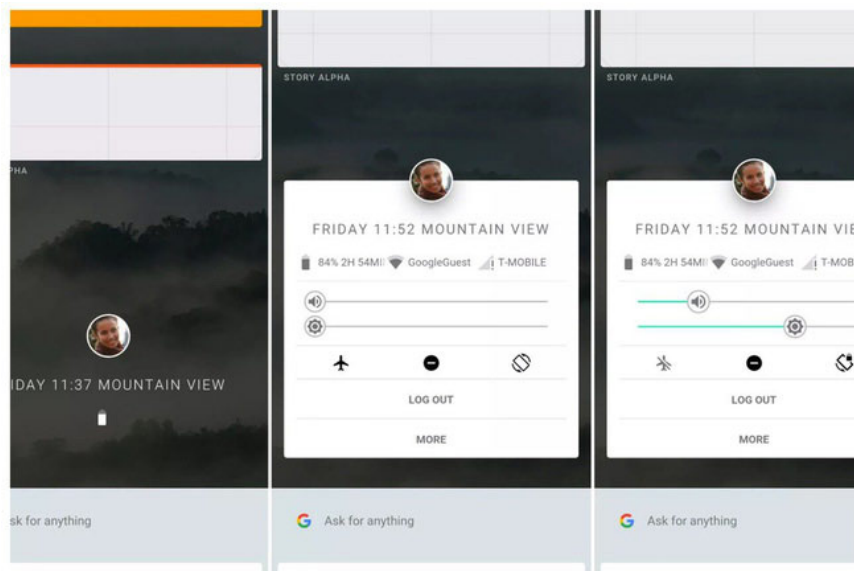 PHA
IDAY 11:37 MOUNTAIN VIEW
sk for anything
STORY ALPHA
FRIDAY 11:52 MOUNTAIN VIEW
84% 2H 54MI GoogleGuest T-MOBILE
LOG OUT
MORE
G Ask for anything
STORY ALPHA
FRIDAY 11:52 MOUNTAIN VIE
84% 2H 54MI GoogleGuest T-MOB
LOG OUT
MORE
G Ask for anything